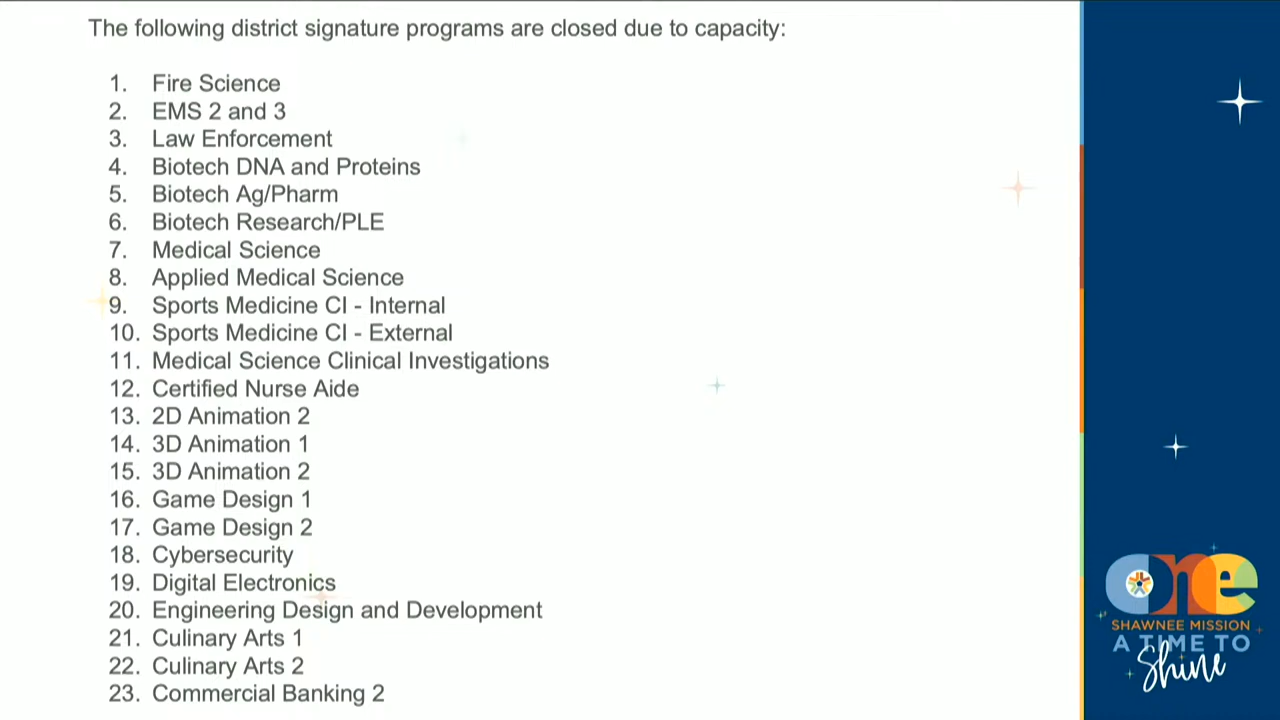 The following district signature programs are closed due to capacity:
1. Fire Science
2. EMS 2 and 3
3. Law Enforcement
4. Biotech DNA and Proteins
5. Biotech Ag/Pharm
6. Biotech Research/PLE
7. Medical Science
8. Applied Medical Science
9. Sports Medicine CI - Internal
10. Sports Medicine CI - External
11. Medical Science Clinical Investigations
12. Certified Nurse Aide
13. 2D Animation 2
14. 3D Animation 1
15. 3D Animation 2
16. Game Design 1
17. Game Design 2
18. Cybersecurity
19. Digital Electronics
20. Engineering Design and Development
21. Culinary Arts 1
22. Culinary Arts 2
23. Commercial Banking 2
one
SHAWNEE MISSION
A TIME TO
Shine